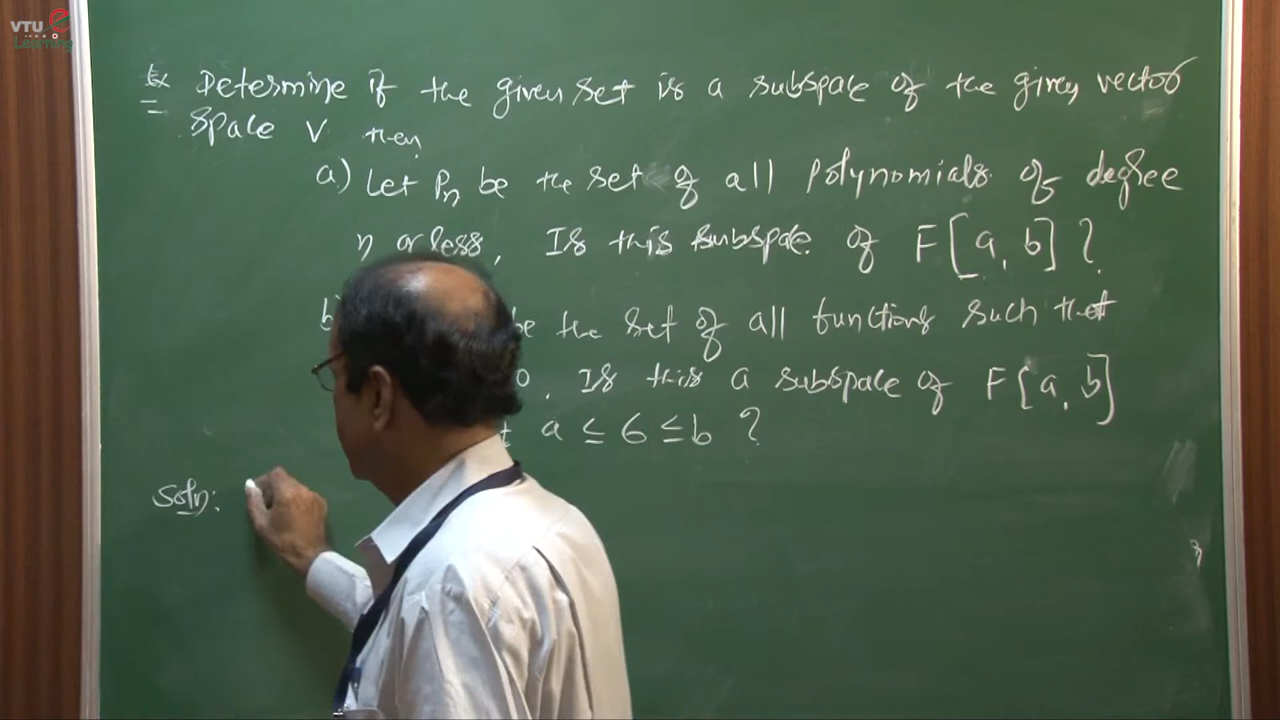 VTU e
Learning
Ex Determine if the given set is a subspace of the given vector
space V then
a.) Let Pn be the set of all polynomials of degree
n or less, Is this subspace of F[a, b] ?
b) be the set of all functions such that
0 . Is this a subspace of F[a, b]
a ≤ 6 ≤ b ?
Soln: